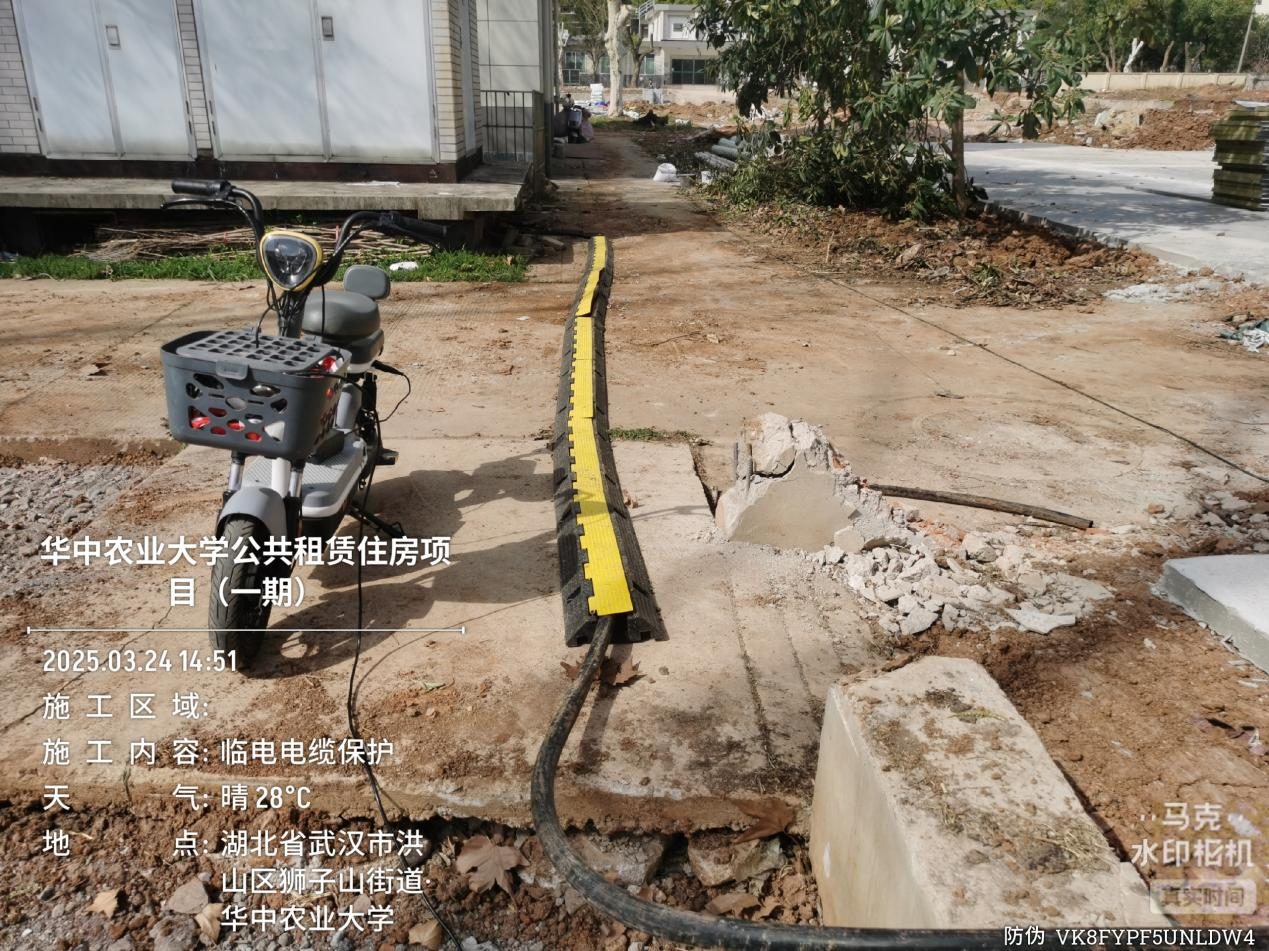 华中农业大学公共租赁住房项
目（一期）
2025.03.24 14:51
施工区域:
施工内容: 临电电缆保护
天气: 晴 28°C
地点: 湖北省武汉市洪
山区狮子山街道·
华中农业大学
马克
水印相机
真实时间
防伪 VK8FYPF5UNLDW4